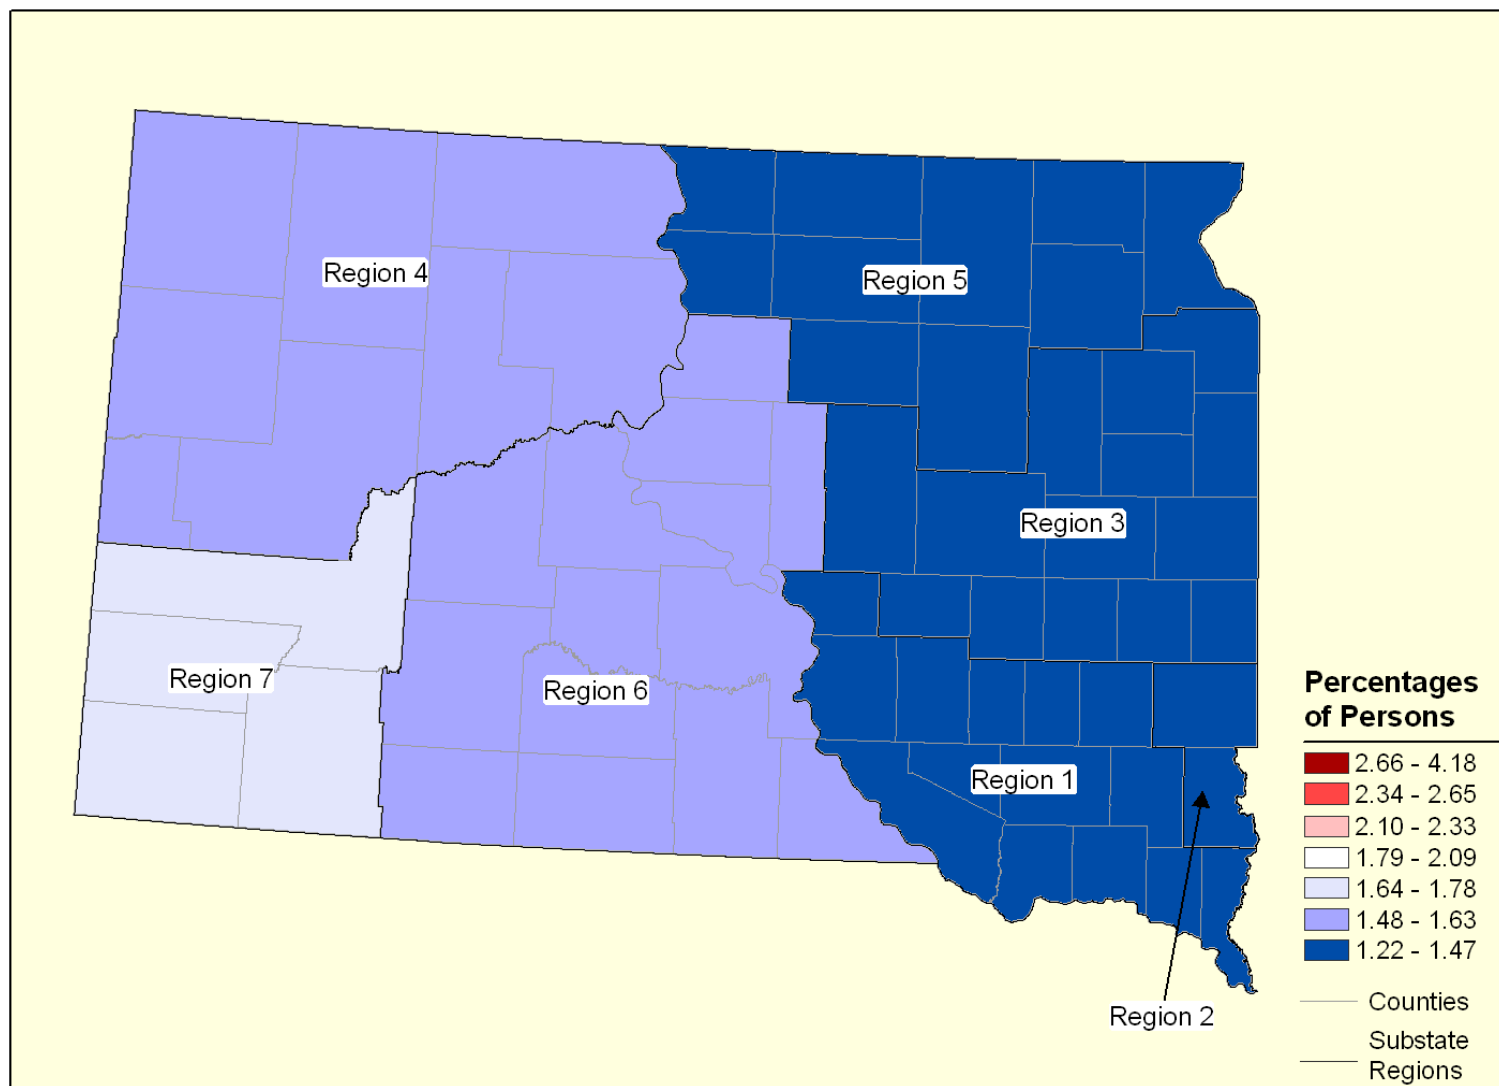 Region 4
Region 5
Region 3
Region 7
Region 6
Region 1
Region 2
Percentages
of Persons
2.66 - 4.18
2.34 - 2.65
2.10 - 2.33
1.79 - 2.09
1.64 - 1.78
1.48 - 1.63
1.22 - 1.47
Counties
Substate
Regions